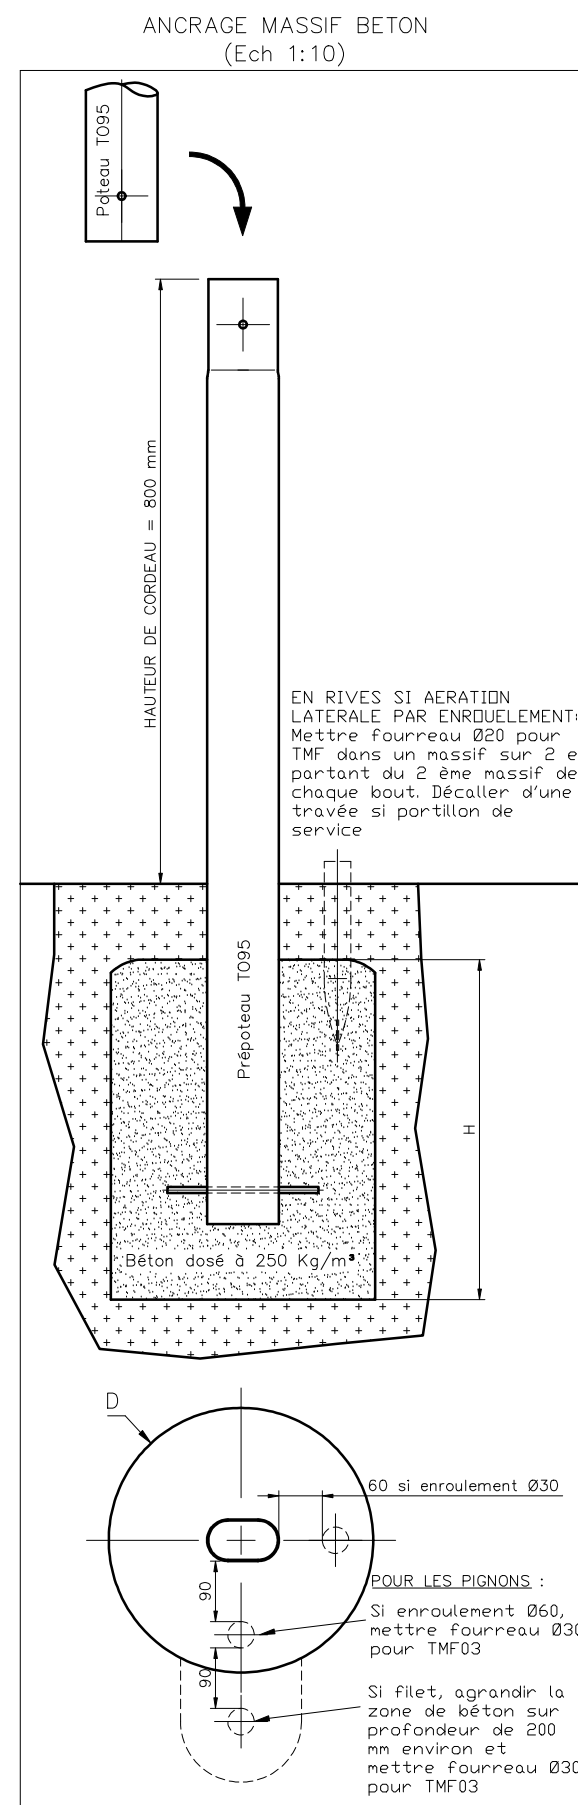 ANCRAGE MASSIF BETON
(Ech 1:10)
Poteau TO95
HAUTEUR DE CORDEAU = 800 mm
EN RIVES SI AERATION
LATERALE PAR ENROUELEMENT:
Mettre fourreau Ø20 pour
TMF dans un massif sur 2 e
partant du 2 ème massif de
chaque bout. Décaller d'une
travée si portillon de
service
Prépoteau TO95
H
Béton dosé à 250 Kg/m³
D
60 si enroulement Ø30
90
POUR LES PIGNONS :
Si enroulement Ø60,
mettre fourreau Ø30
pour TMF03
90
Si filet, agrandir la
zone de béton sur
profondeur de 200
mm environ et
mettre fourreau Ø30
pour TMF03